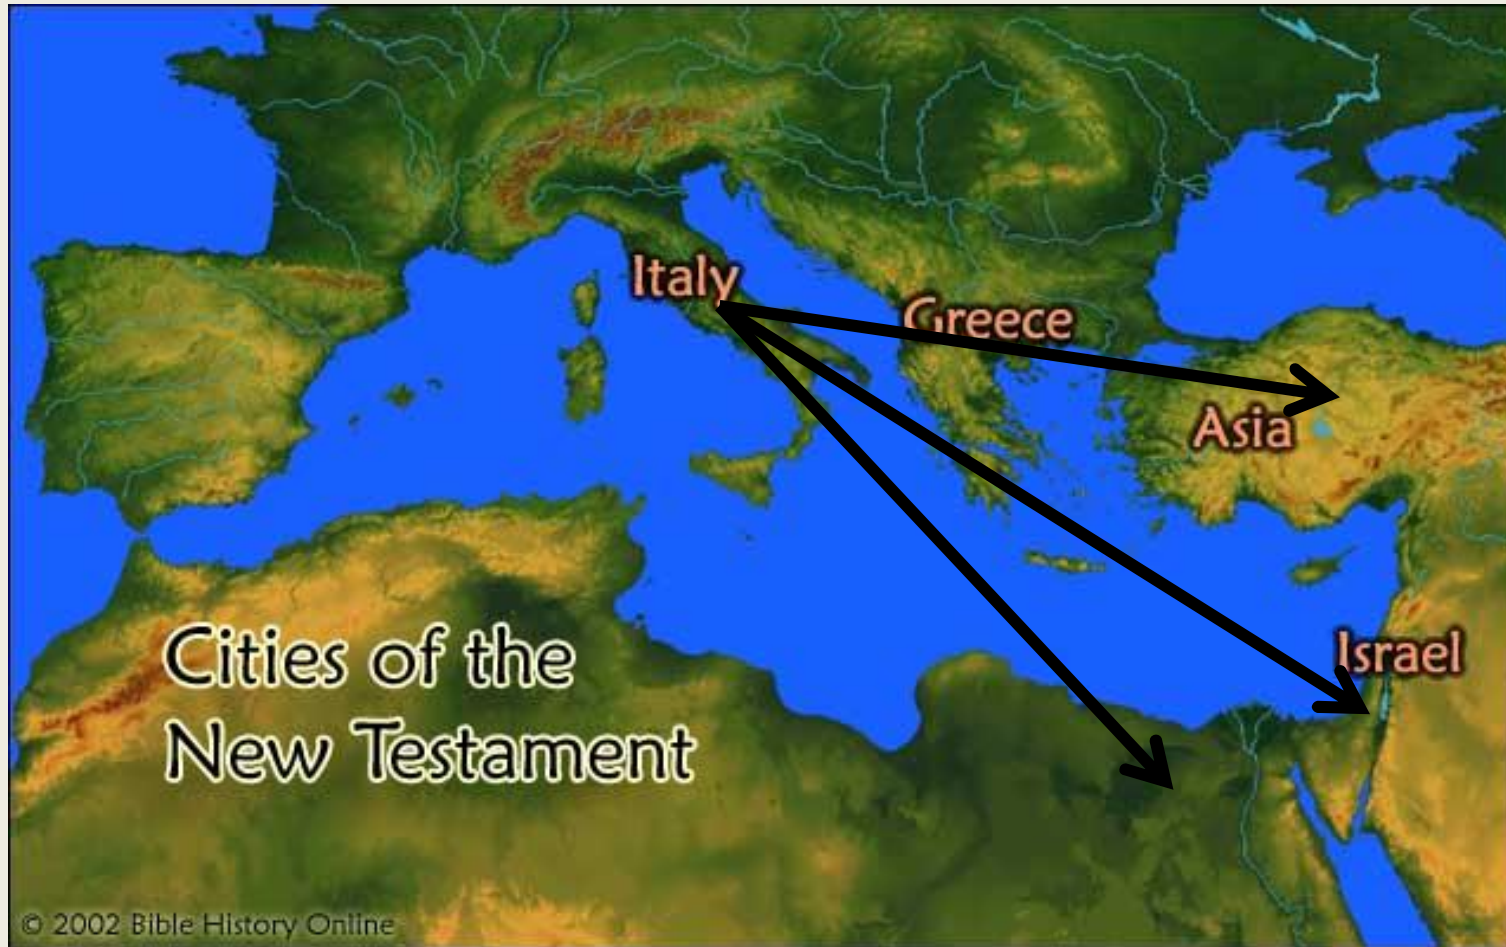 Italy
Greece
Asia
Israel
Cities of the
New Testament
© 2002 Bible History Online